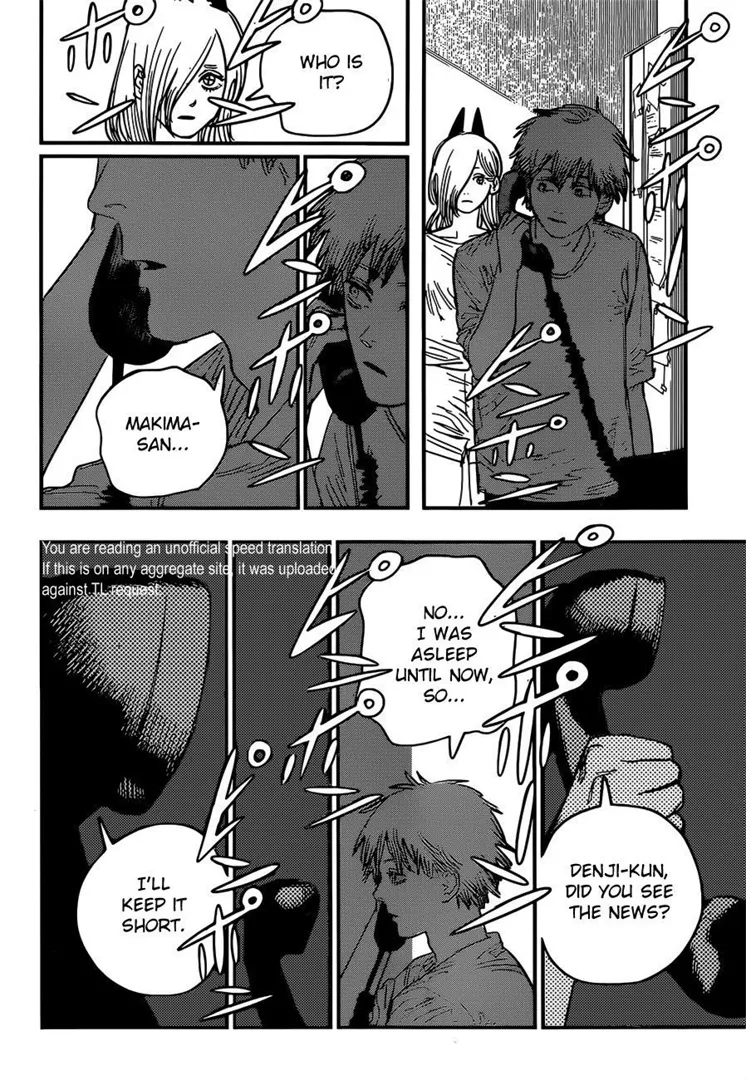 WHO IS
IT?
MAKIMA-
SAN...
You are reading an unofficial speed translation
If this is on any aggregate site, it was uploaded
against TL request.
DENJI-KUN,
DID YOU SEE
THE NEWS?
NO...
I WAS
ASLEEP
UNTIL NOW,
SO...
I'LL
KEEP IT
SHORT.